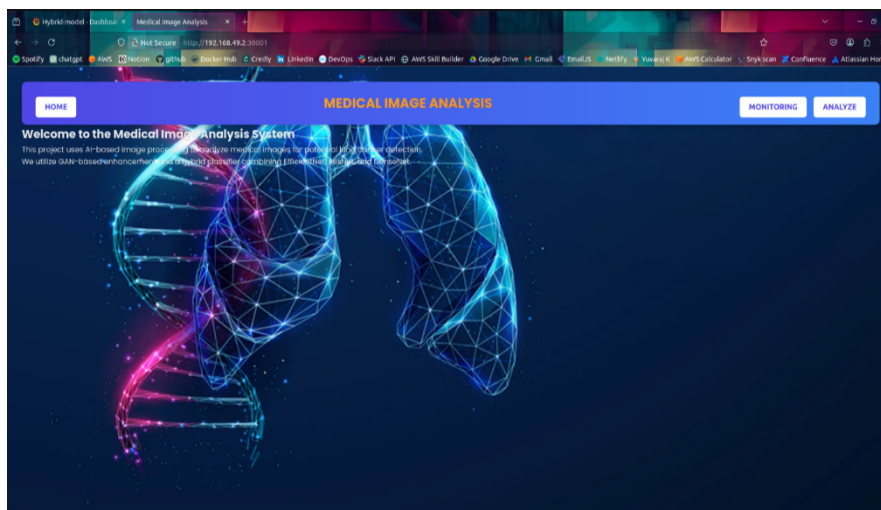 Hybrid-model - Dashboar ×
Medical Image Analysis ×
+
Not Secure http://192.168.49.2:30001
Spotify chatgpt AWS Notion github Docker Hub Credly Linkedin DevOps Slack API AWS Skill Builder Google Drive Gmail EmailJS Netlify Yuvaraj K AWS Calculator Snyk scan Confluence Atlassian Hom
HOME
MEDICAL IMAGE ANALYSIS
MONITORING
ANALYZE
Welcome to the Medical Image Analysis System
This project uses AI-based image processing to analyze medical images for potential lung cancer detection.
We utilize GAN-based enhancement and a hybrid classifier combining EfficientNet, ResNet, and DenseNet.